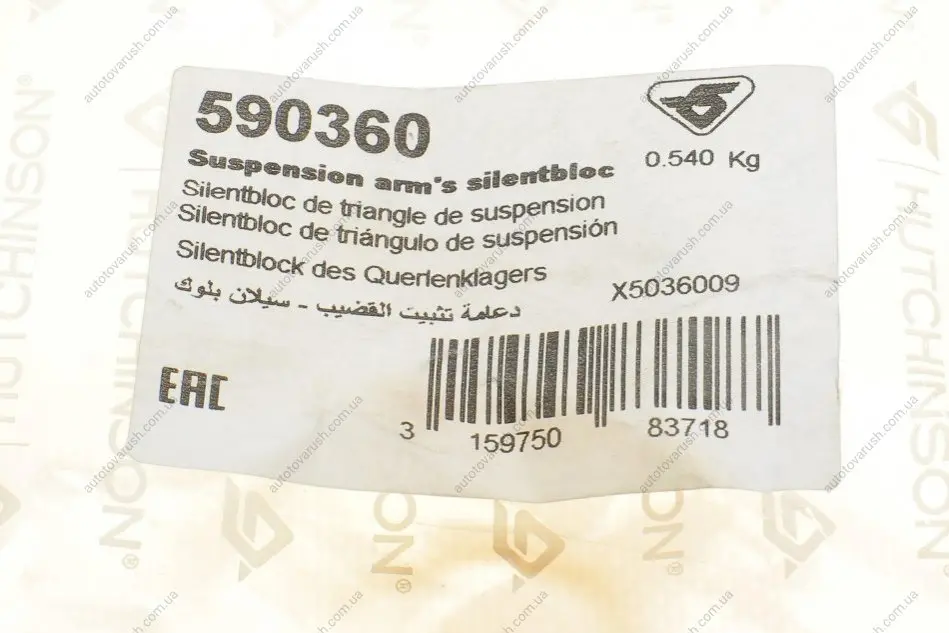 590360
Suspension arm's silentbloc
0.540 Kg
Silentbloc de triangle de suspension
Silentbloc de triángulo de suspensión
Silentblock des Querlenklagers
X5036009
دعامة تثبيت القضيب - سيلان بلوك
EAC
3 159750 83718
HUTCHINSON
HUTCHINSON
HUTCHINSON
autotovarush.com.ua